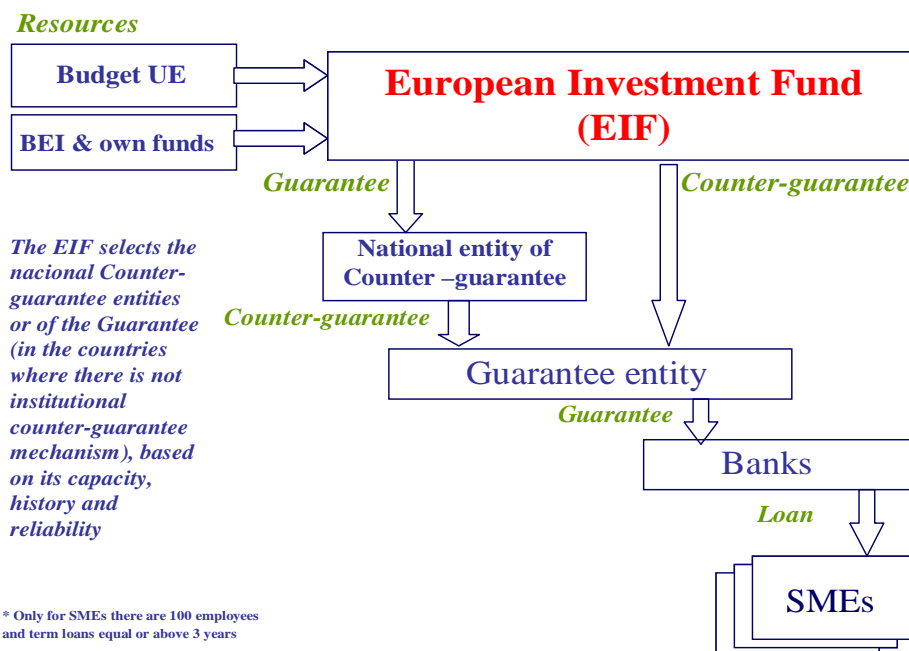 Resources
Budget UE
BEI & own funds
European Investment Fund
(EIF)
Guarantee
Counter-guarantee
National entity of
Counter –guarantee
The EIF selects the
nacional Counter-
guarantee entities
or of the Guarantee
(in the countries
where there is not
institutional
counter-guarantee
mechanism), based
on its capacity,
history and
reliability
Counter-guarantee
Guarantee entity
Guarantee
Banks
Loan
SMEs
* Only for SMEs there are 100 employees
and term loans equal or above 3 years